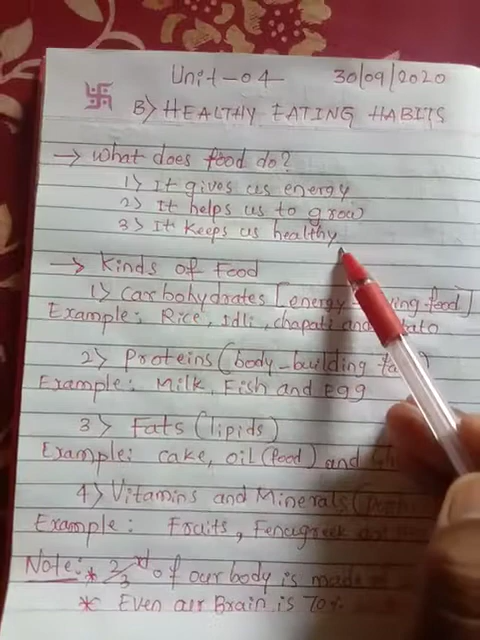 Unit-04 30/09/2020
B> HEALTHY EATING HABITS
→ What does food do?
1> It gives us energy
2> It helps us to grow
3> It keeps us healthy
→ Kinds of Food
1> Carbohydrates [energy food]
Example: Rice, Idli, chapati and
2> Proteins (body-building
Example: Milk, Fish and Egg
3> Fats (lipids)
Example: cake, oil (food) and
4> Vitamins and Minerals (
Example: Fruits, Fenugreek
Note: * 2/3rd of our body is made
* Even our Brain is 70%